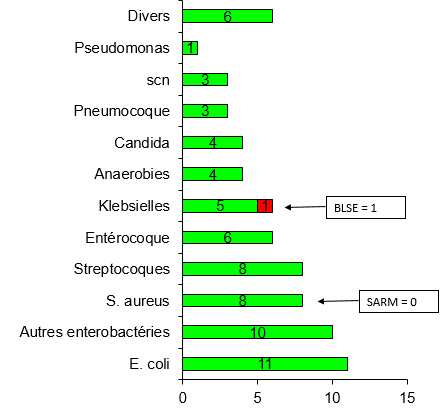 Divers 6
Pseudomonas 1
scn 3
Pneumocoque 3
Candida 4
Anaerobies 4
Klebsielles 5 1 BLSE = 1
Entérocoque 6
Streptocoques 8
S. aureus 8 SARM = 0
Autres enterobactéries 10
E. coli 11
0 5 10 15